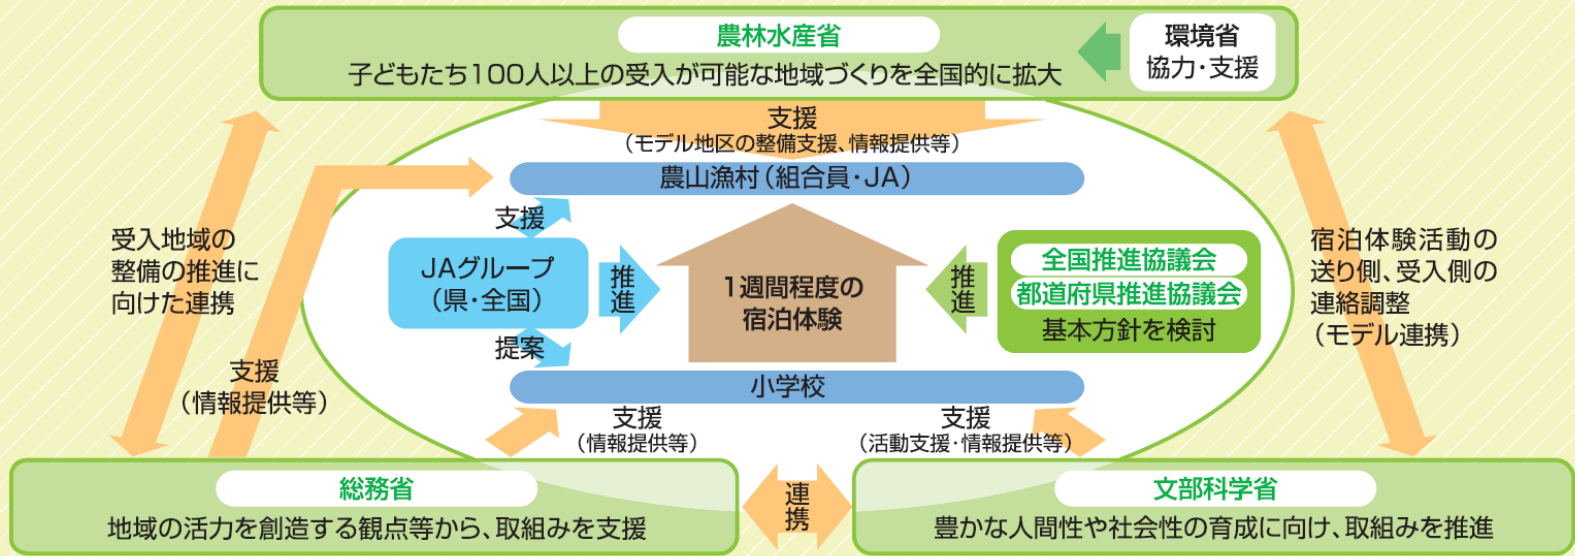 農林水産省
子どもたち100人以上の受入が可能な地域づくりを全国的に拡大
環境省
協力・支援
支援
（モデル地区の整備支援、情報提供等）
農山漁村（組合員・JA）
支援
JAグループ
（県・全国）
推進
提案
1週間程度の
宿泊体験
推進
全国推進協議会
都道府県推進協議会
基本方針を検討
受入地域の
整備の推進に
向けた連携
宿泊体験活動の
送り側、受入側の
連絡調整
（モデル連携）
支援
（情報提供等）
小学校
支援
（情報提供等）
支援
（活動支援・情報提供等）
総務省
地域の活力を創造する観点等から、取組みを支援
連携
文部科学省
豊かな人間性や社会性の育成に向け、取組みを推進